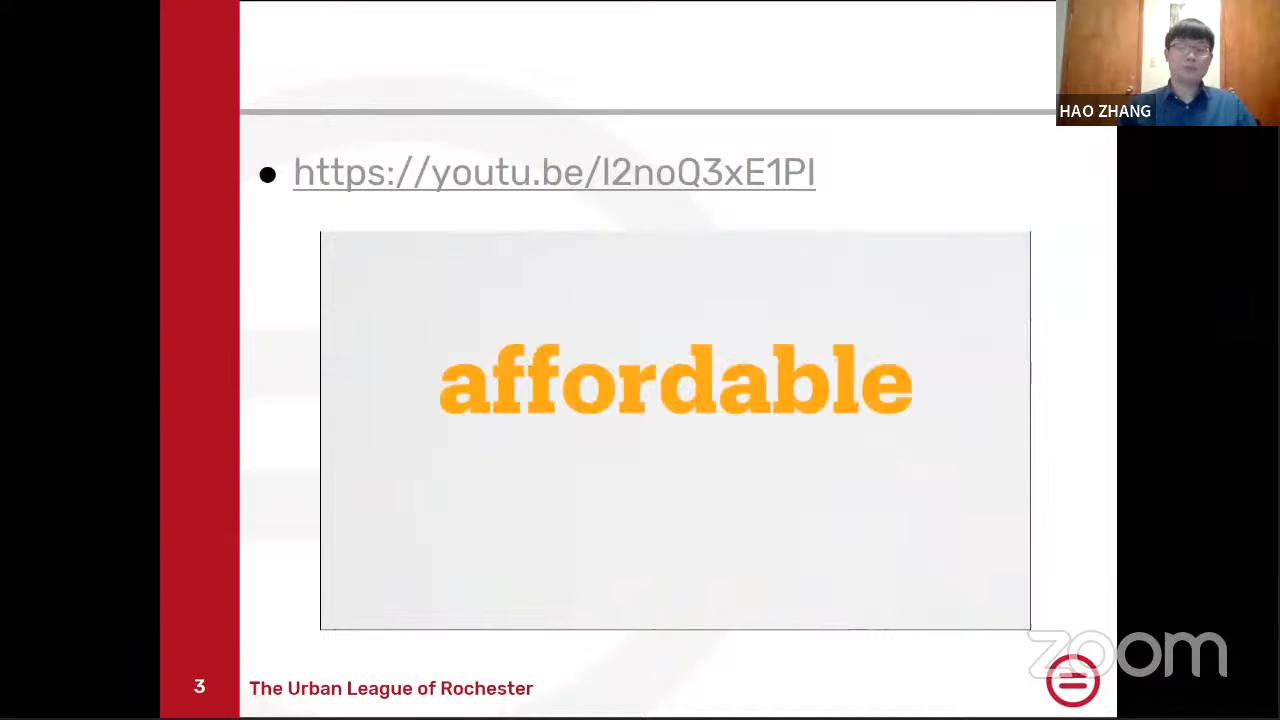 HAO ZHANG
https://youtu.be/I2noQ3xE1PI
affordable
zoom
3
The Urban League of Rochester